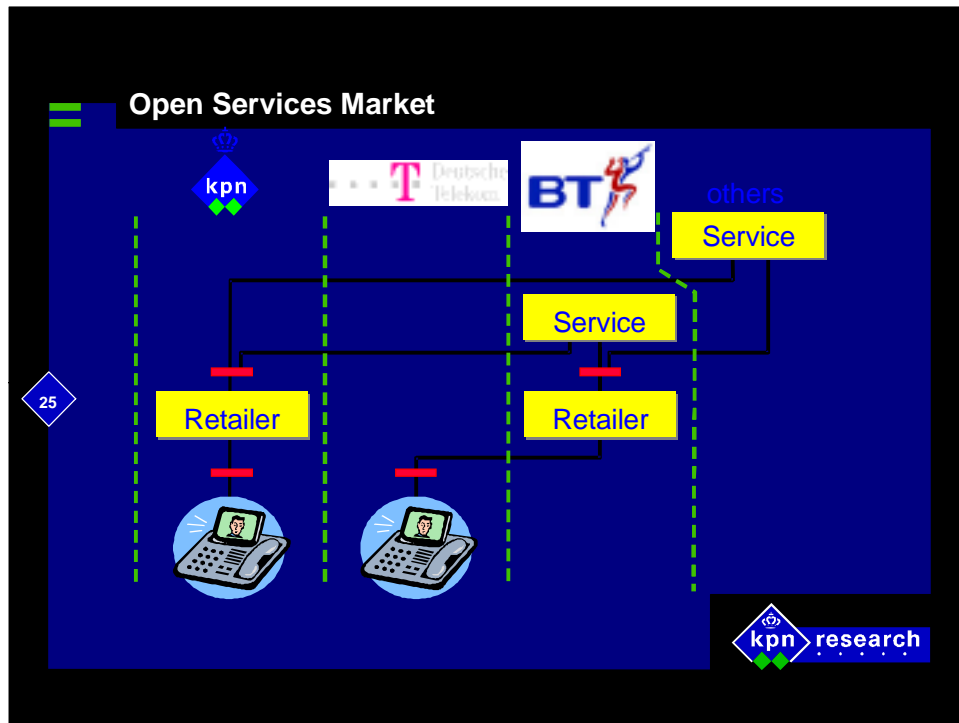 Open Services Market
kpn
T Deutsche
Telekom
BT
others
Service
Service
25
Retailer
Retailer
kpn research